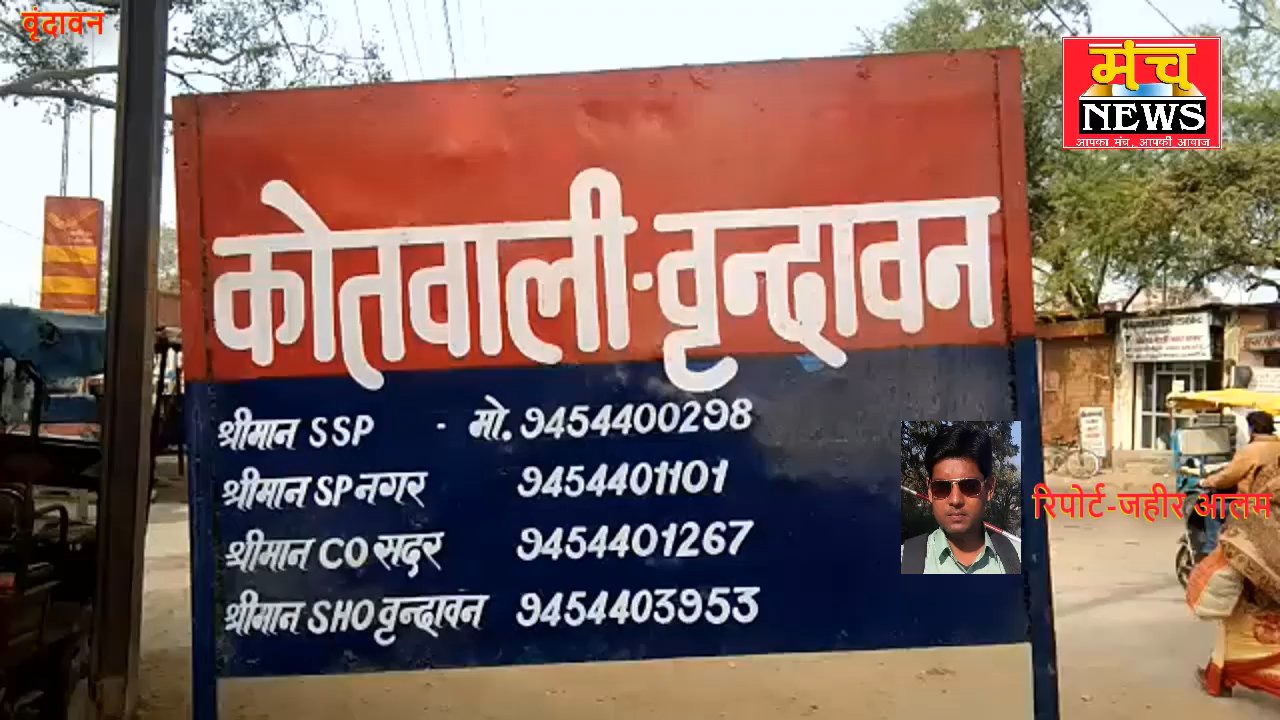 वृंदावन
मंच
NEWS
आपका मंच, आपकी आवाज
कोतवाली-वृन्दावन
श्रीमान SSP - मो. 9454400298
श्रीमान SP नगर 9454401101
श्रीमान CO सदर 9454401267
श्रीमान SHO वृन्दावन 9454403953
रिपोर्ट-जहीर आलम